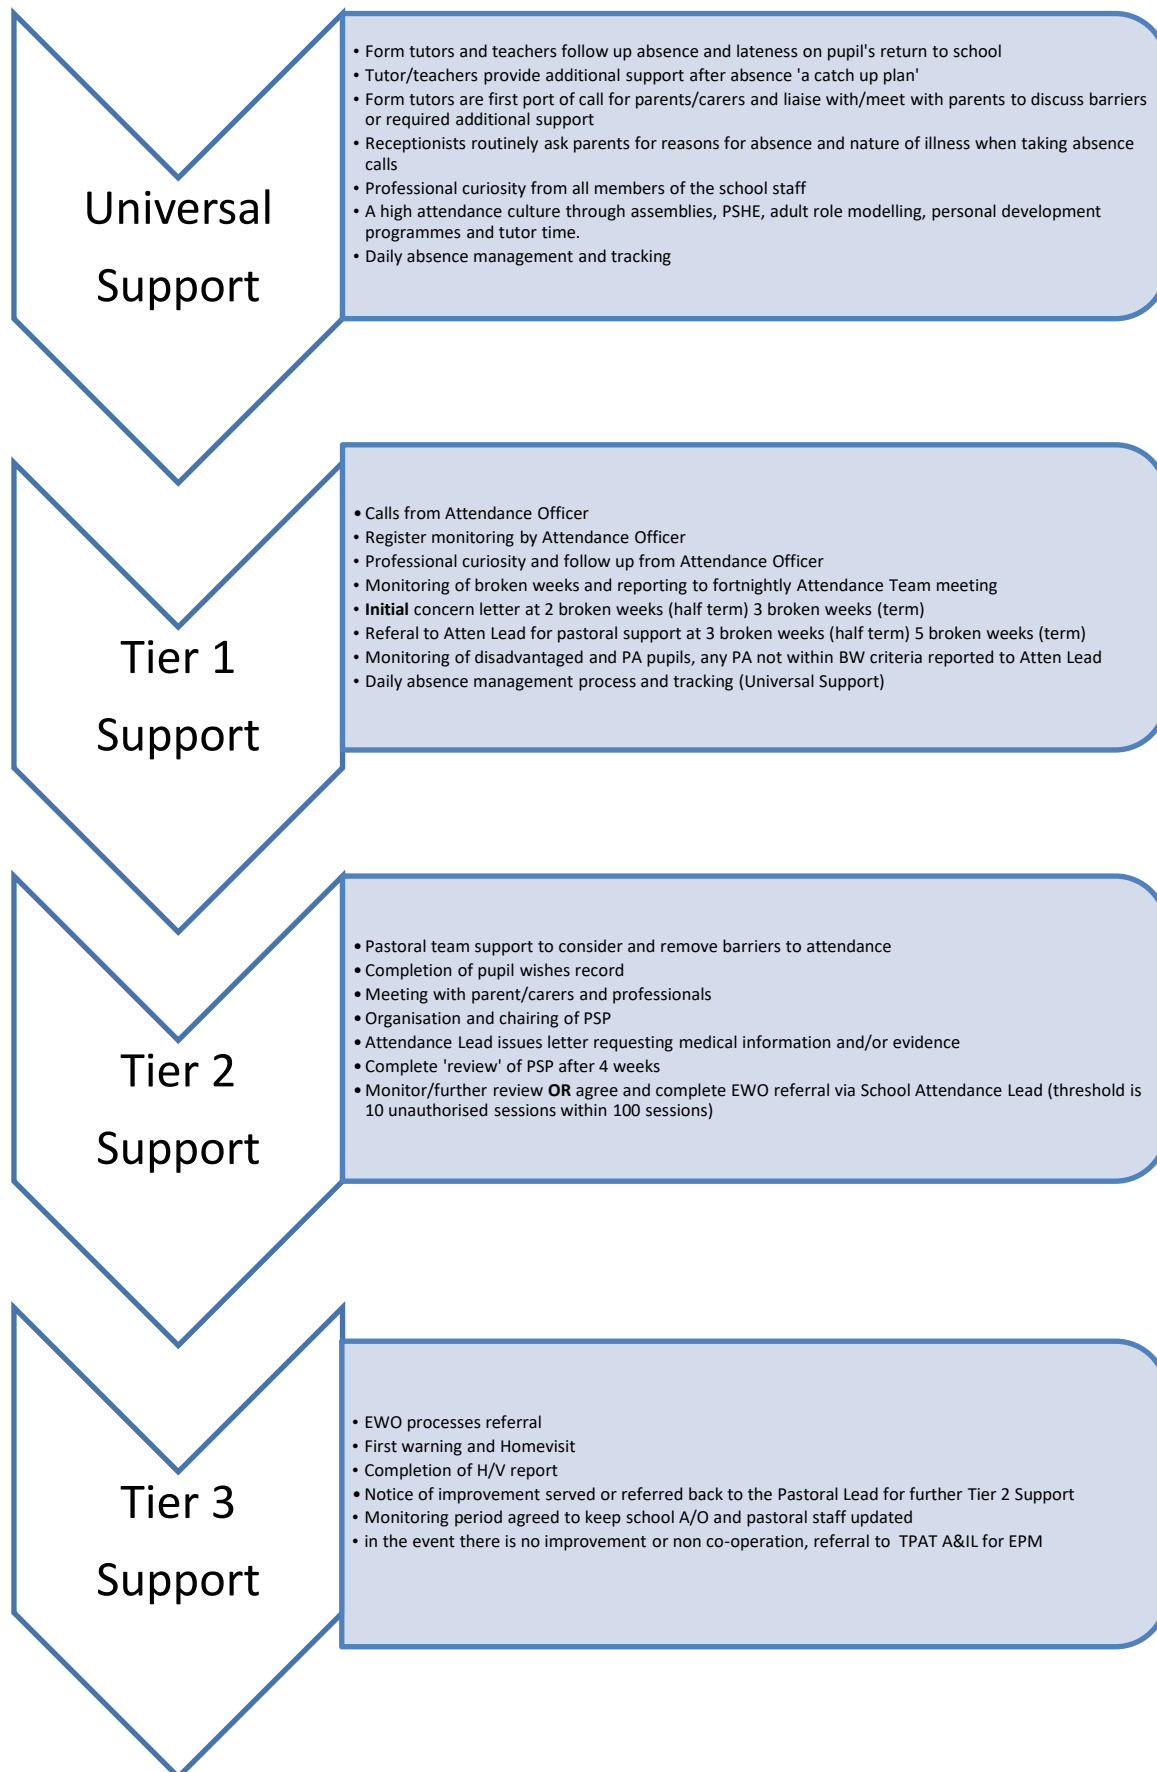 Universal
Support
• Form tutors and teachers follow up absence and lateness on pupil's return to school
• Tutor/teachers provide additional support after absence 'a catch up plan'
• Form tutors are first port of call for parents/carers and liaise with/meet with parents to discuss barriers
or required additional support
• Receptionists routinely ask parents for reasons for absence and nature of illness when taking absence
calls
• Professional curiosity from all members of the school staff
• A high attendance culture through assemblies, PSHE, adult role modelling, personal development
programmes and tutor time.
• Daily absence management and tracking
Tier 1
Support
• Calls from Attendance Officer
• Register monitoring by Attendance Officer
• Professional curiosity and follow up from Attendance Officer
• Monitoring of broken weeks and reporting to fortnightly Attendance Team meeting
• Initial concern letter at 2 broken weeks (half term) 3 broken weeks (term)
• Referal to Atten Lead for pastoral support at 3 broken weeks (half term) 5 broken weeks (term)
• Monitoring of disadvantaged and PA pupils, any PA not within BW criteria reported to Atten Lead
• Daily absence management process and tracking (Universal Support)
Tier 2
Support
• Pastoral team support to consider and remove barriers to attendance
• Completion of pupil wishes record
• Meeting with parent/carers and professionals
• Organisation and chairing of PSP
• Attendance Lead issues letter requesting medical information and/or evidence
• Complete 'review' of PSP after 4 weeks
• Monitor/further review OR agree and complete EWO referral via School Attendance Lead (threshold is
10 unauthorised sessions within 100 sessions)
Tier 3
Support
• EWO processes referral
• First warning and Homevisit
• Completion of H/V report
• Notice of improvement served or referred back to the Pastoral Lead for further Tier 2 Support
• Monitoring period agreed to keep school A/O and pastoral staff updated
• in the event there is no improvement or non co-operation, referral to TPAT A&IL for EPM